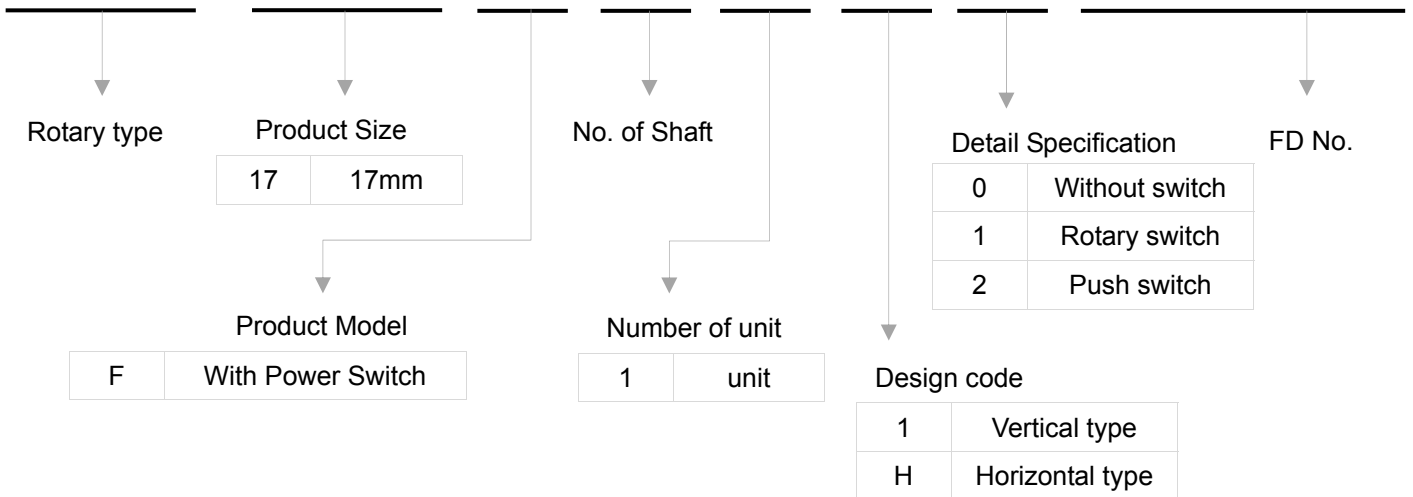 Rotary type
Product Size
17 17mm
No. of Shaft
Detail Specification
0 Without switch
1 Rotary switch
2 Push switch
FD No.
Product Model
F With Power Switch
Number of unit
1 unit
Design code
1 Vertical type
H Horizontal type